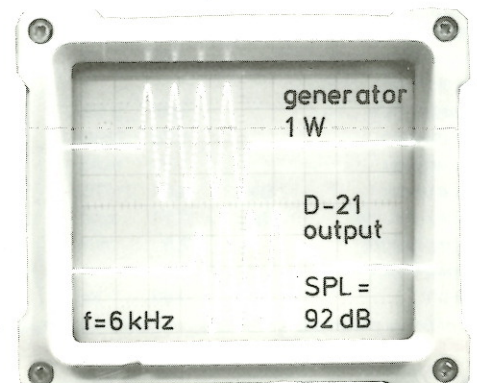 generator
1 W
D-21
output
SPL =
92 dB
f=6 kHz